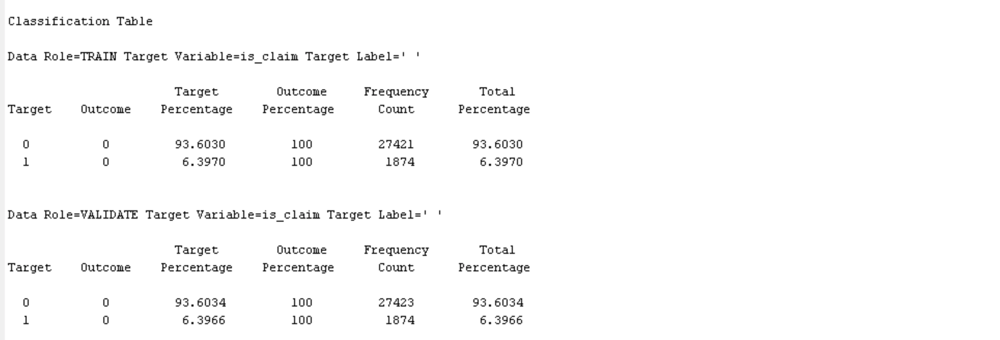 Classification Table
Data Role=TRAIN Target Variable=is_claim Target Label=' '
Target Outcome Frequency Total
Target Outcome Percentage Percentage Count Percentage
0 0 93.6030 100 27421 93.6030
1 0 6.3970 100 1874 6.3970
Data Role=VALIDATE Target Variable=is_claim Target Label=' '
Target Outcome Frequency Total
Target Outcome Percentage Percentage Count Percentage
0 0 93.6034 100 27423 93.6034
1 0 6.3966 100 1874 6.3966